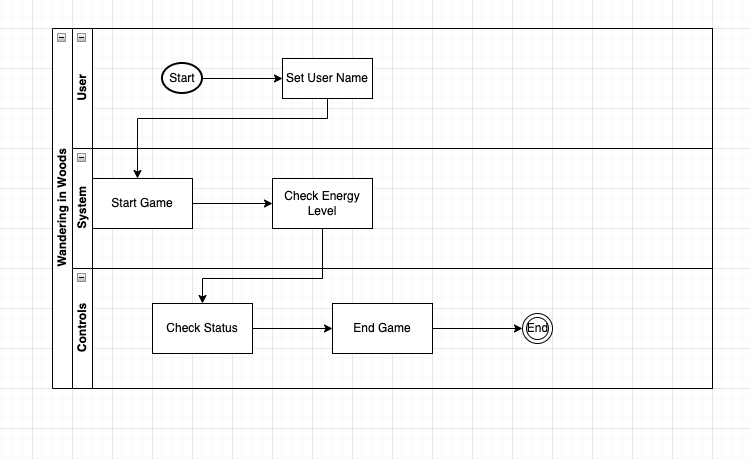 Wandering in Woods
User
Start
Set User Name
System
Start Game
Check Energy
Level
Controls
Check Status
End Game
End